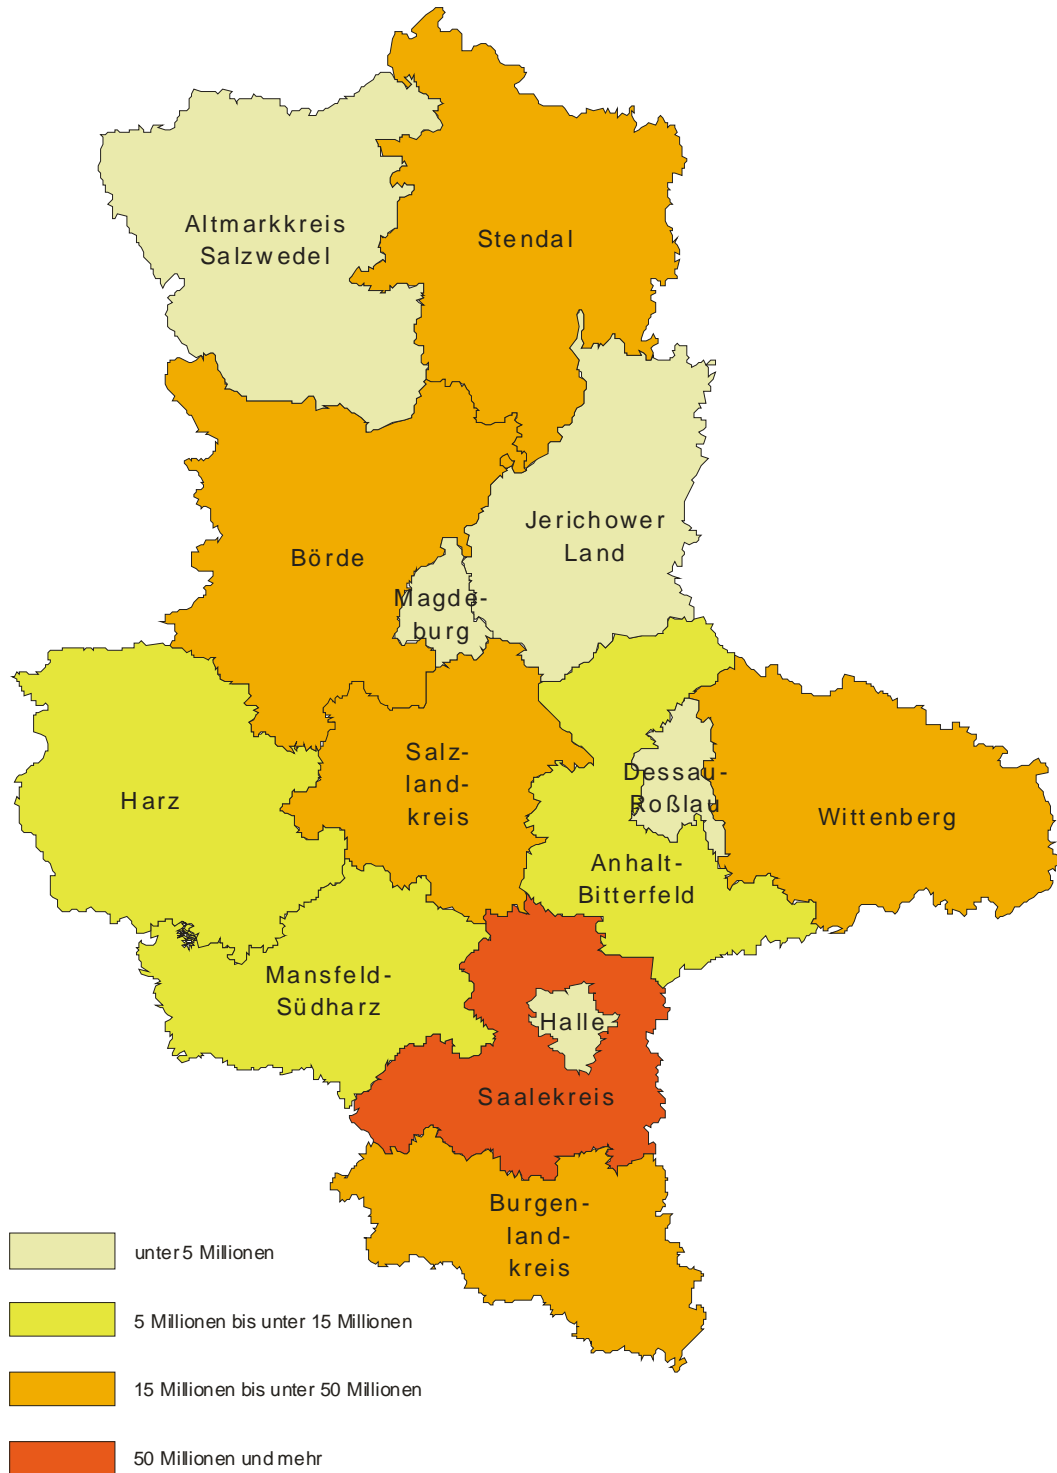 Altmarkkreis
Salzwedel
Stendal
Jerichower
Land
Börde
Magde-
burg
Salz-
land-
kreis
Harz
Dessau-
Roßlau
Wittenberg
Anhalt-
Bitterfeld
Mansfeld-
Südharz
Halle
Saalekreis
Burgen-
land-
kreis
unter 5 Millionen
5 Millionen bis unter 15 Millionen
15 Millionen bis unter 50 Millionen
50 Millionen und mehr